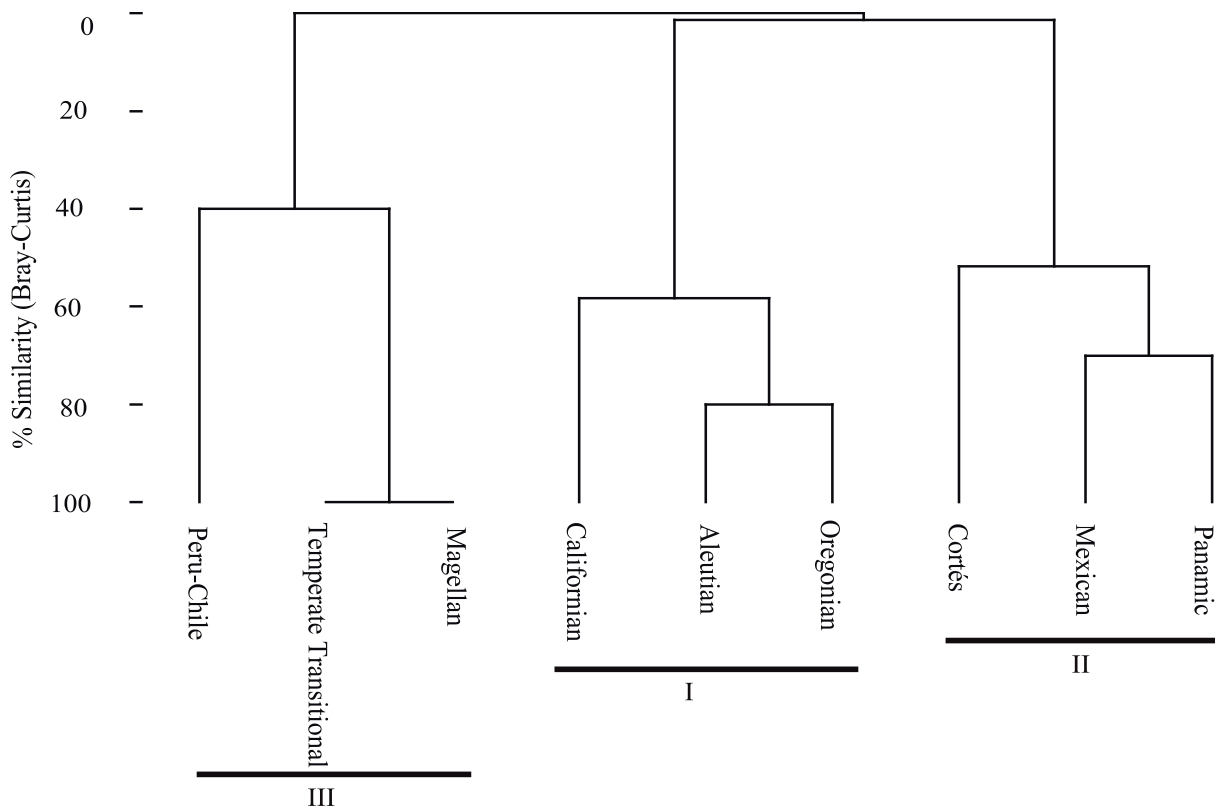 % Similarity (Bray-Curtis)
0
20
40
60
80
100
Peru-Chile
Temperate Transitional
Magellan
Californian
Aleutian
Oregonian
Cortés
Mexican
Panamic
III
I
II